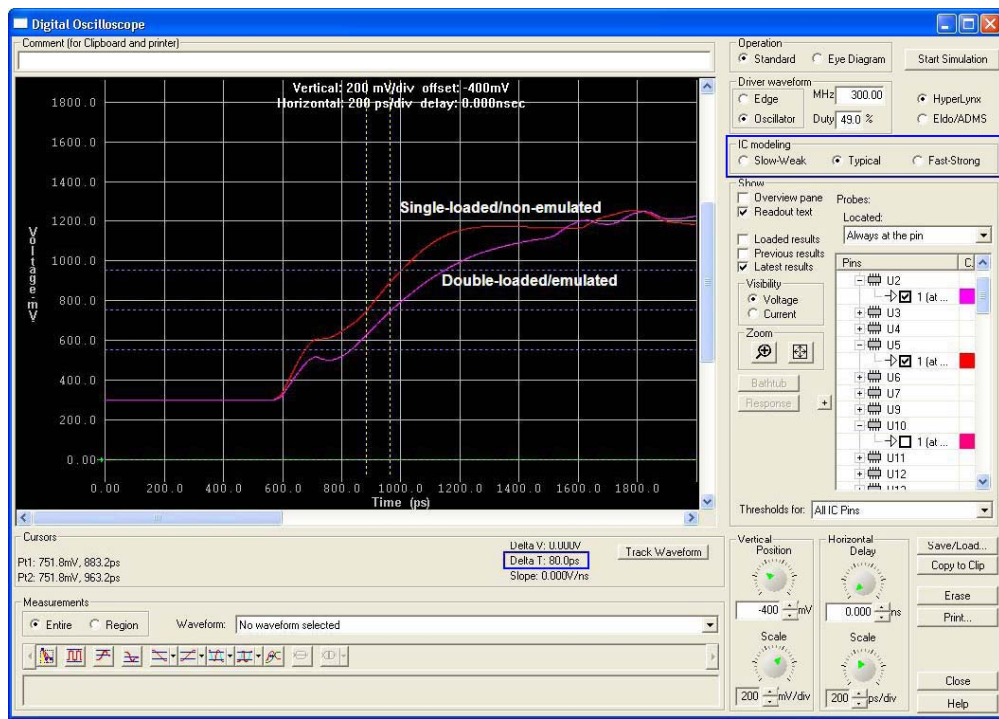 Digital Oscilloscope
Comment (for Clipboard and printer)
Vertical: 200 mV/div offset: -400mV
Horizontal: 200 ps/div delay: 0.000nsec
1800.0
1600.0
1400.0
1200.0
1000.0
800.0
600.0
400.0
200.0
0.00
Voltage-mV
Single-loaded/non-emulated
Double-loaded/emulated
0.00 200.0 400.0 600.0 800.0 1000.0 1200.0 1400.0 1600.0 1800.0
Time (ps)
Operation
Standard Eye Diagram
Start Simulation
Driver waveform
Edge
Oscillator
MHz 300.00
Duty 49.0 %
HyperLynx
Eldo/ADMS
IC modeling
Slow-Weak Typical Fast-Strong
Show
Overview pane
Readout text
Loaded results
Previous results
Latest results
Visibility
Voltage
Current
Zoom
Bathtub
Response
+
Probes:
Located:
Always at the pin
Pins C.
U2
1 (at ...
U3
U4
U5
1 (at ...
U6
U7
U9
U10
1 (at ...
U11
U12
Thresholds for: All IC Pins
Cursors
Pt1: 751.8mV, 883.2ps
Pt2: 751.8mV, 963.2ps
Delta V: 0.000V
Delta T: 80.0ps
Slope: 0.000V/ns
Track Waveform
Measurements
Entire Region
Waveform: No waveform selected
Vertical
Position
-400 mV
Scale
200 mV/div
Horizontal
Delay
0.000 ns
Scale
200 ps/div
Save/Load...
Copy to Clip
Erase
Print...
Close
Help